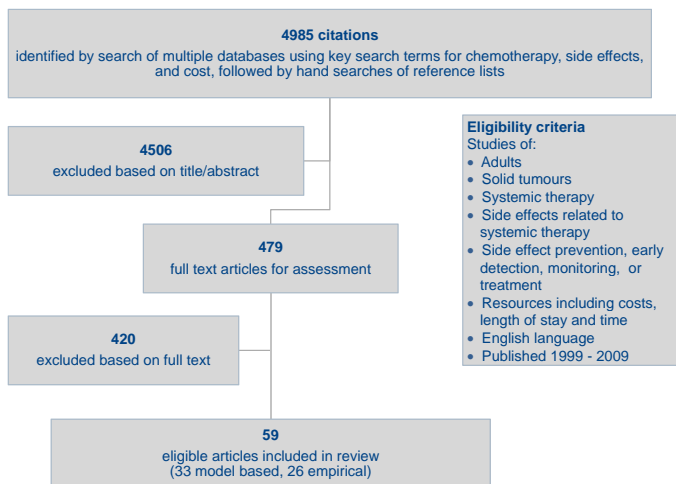 4985 citations
identified by search of multiple databases using key search terms for chemotherapy, side effects,
and cost, followed by hand searches of reference lists
4506
excluded based on title/abstract
479
full text articles for assessment
420
excluded based on full text
59
eligible articles included in review
(33 model based, 26 empirical)
Eligibility criteria
Studies of:
• Adults
• Solid tumours
• Systemic therapy
• Side effects related to
systemic therapy
• Side effect prevention, early
detection, monitoring, or
treatment
• Resources including costs,
length of stay and time
• English language
• Published 1999 - 2009